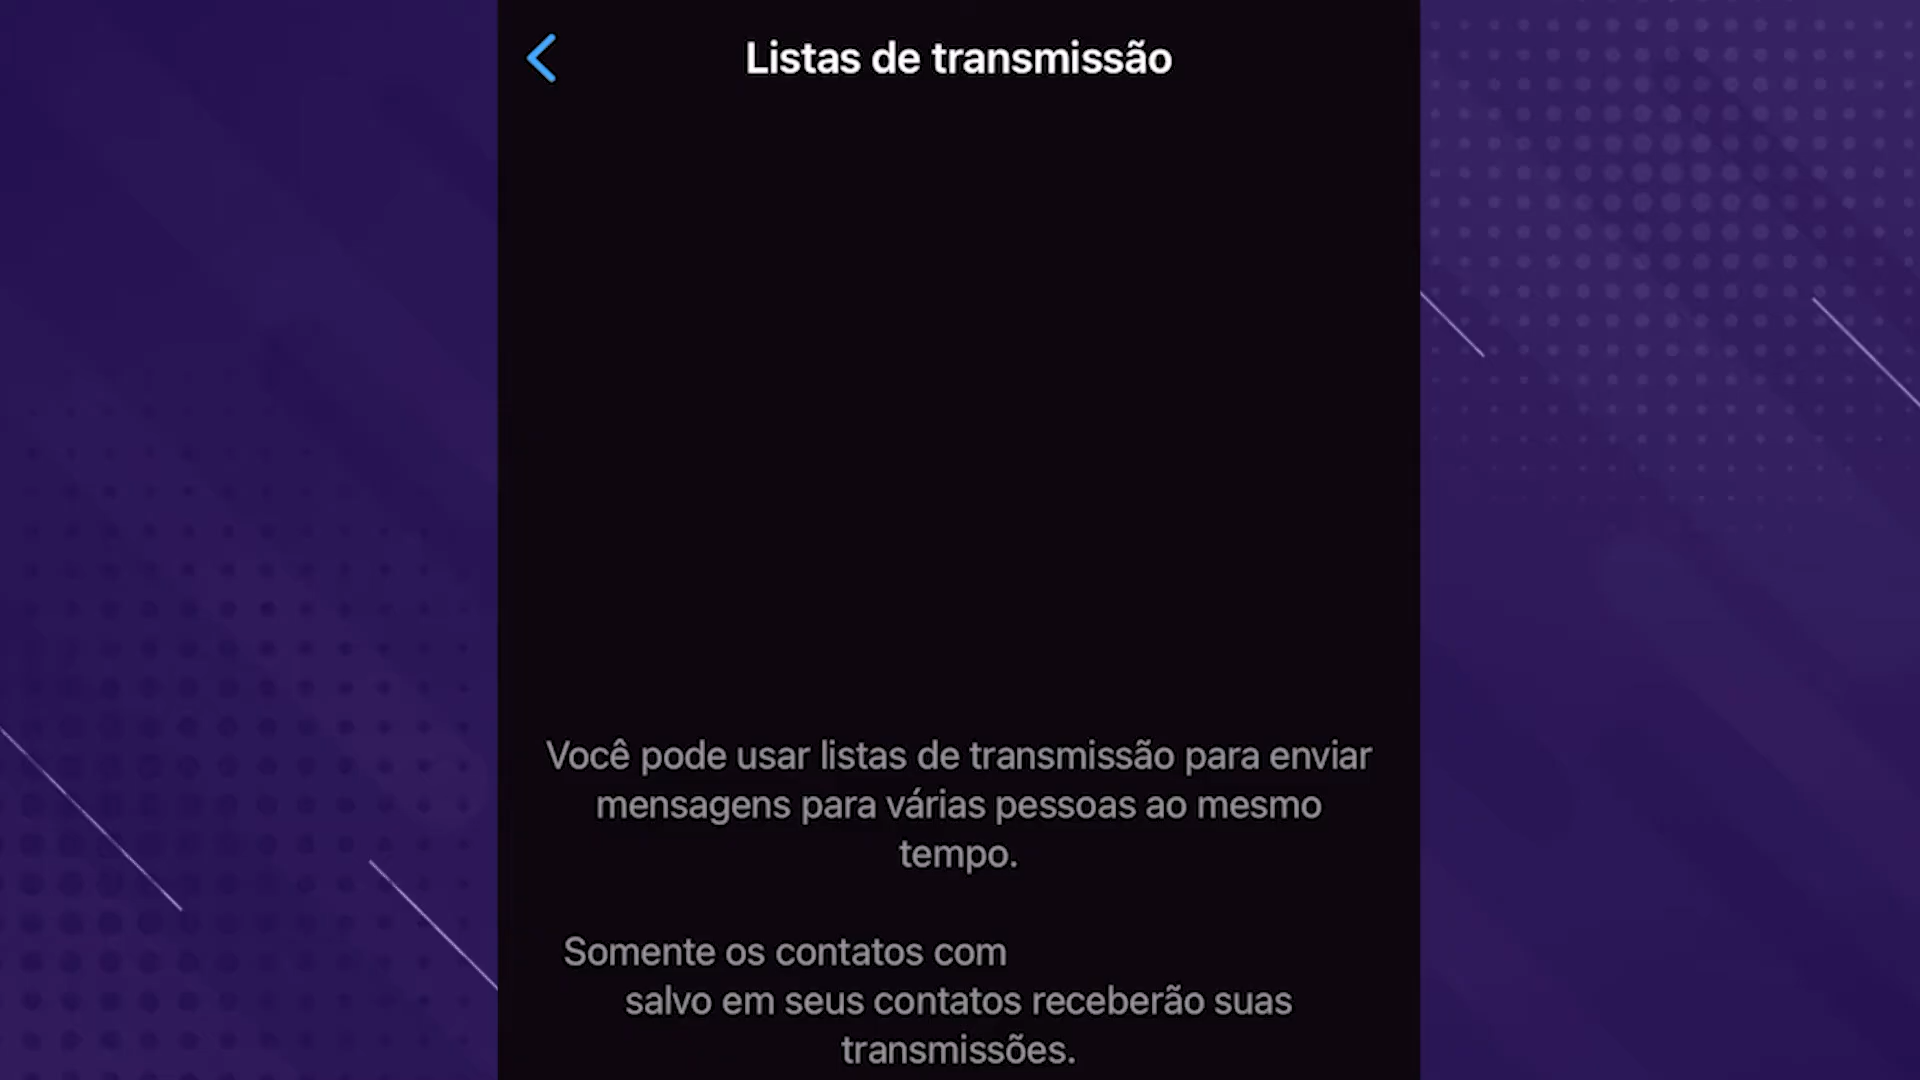 Listas de transmissão
Você pode usar listas de transmissão para enviar
mensagens para várias pessoas ao mesmo
tempo.
Somente os contatos com
salvo em seus contatos receberão suas
transmissões.